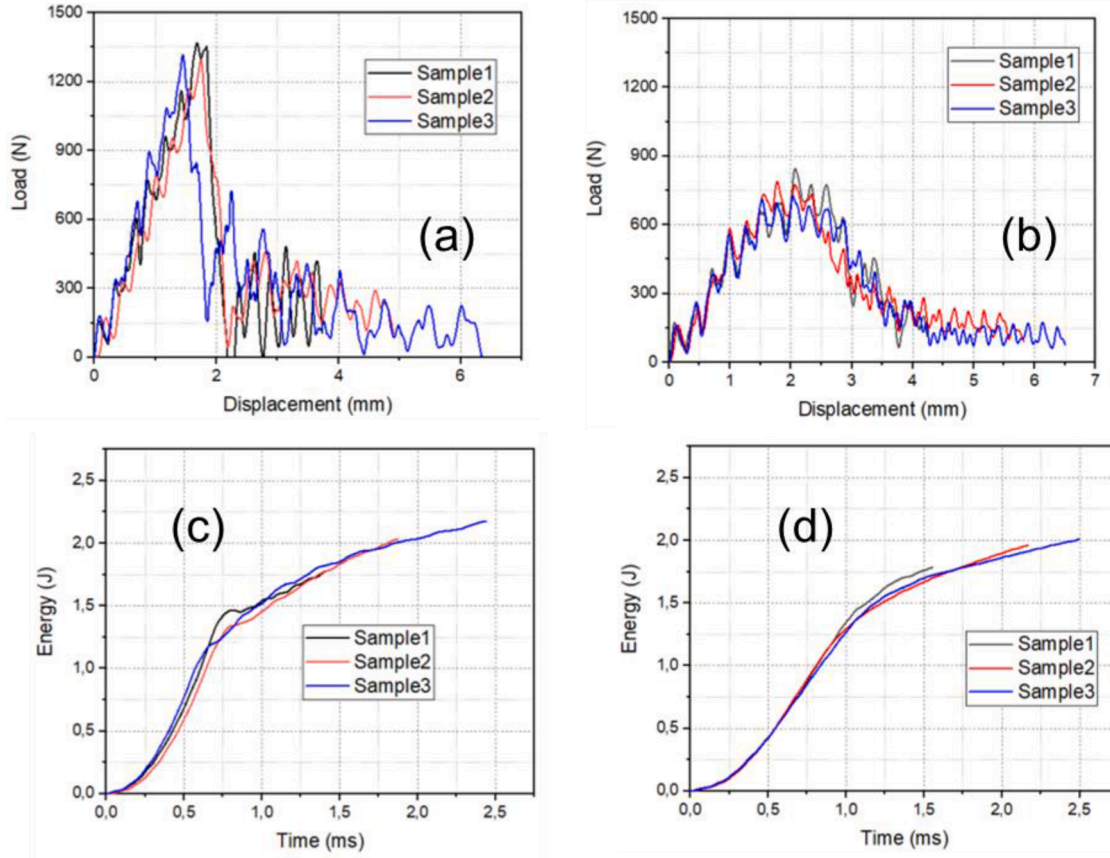 (a)
1500
1200
900
600
300
0
Load (N)
0
2
4
6
Displacement (mm)
Sample1
Sample2
Sample3
(b)
1500
1200
900
600
300
0
Load (N)
0
1
2
3
4
5
6
7
Displacement (mm)
Sample1
Sample2
Sample3
(c)
2,5
2,0
1,5
1,0
0,5
0,0
Energy (J)
0,0
0,5
1,0
1,5
2,0
2,5
Time (ms)
Sample1
Sample2
Sample3
(d)
2,5
2,0
1,5
1,0
0,5
0,0
Energy (J)
0,0
0,5
1,0
1,5
2,0
2,5
Time (ms)
Sample1
Sample2
Sample3